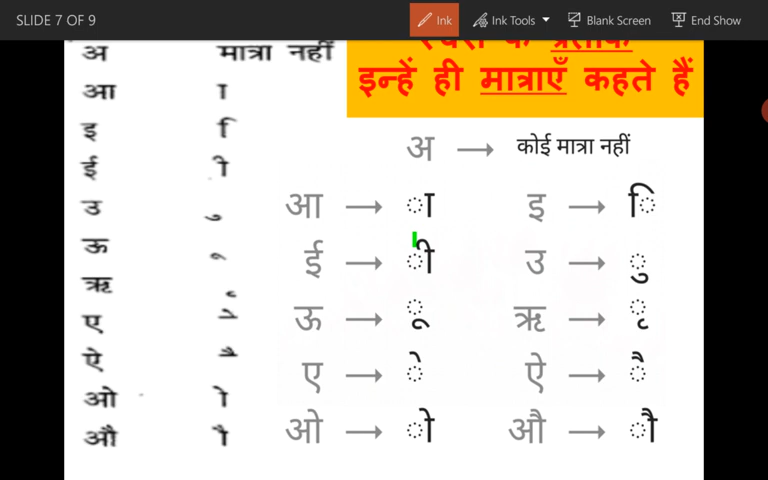 SLIDE 7 OF 9 Ink Ink Tools Blank Screen End Show
अ मात्रा नहीं
आ ा
इ ि
ई ी
उ ु
ऊ ू
ऋ ृ
ए े
ऐ ै
ओ ो
औ ौ
इन्हें ही मात्राएँ कहते हैं
अ → कोई मात्रा नहीं
आ → ा इ → ि
ई → ी उ → ु
ऊ → ू ऋ → ृ
ए → े ऐ → ै
ओ → ो औ → ौ